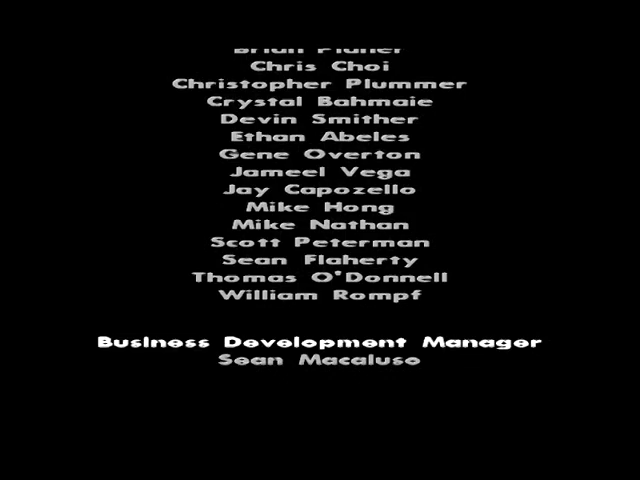 Brian
Chris Choi
Christopher Plummer
Crystal Bahmaie
Devin Smither
Ethan Abeles
Gene Overton
Jameel Vega
Jay Capozello
Mike Hong
Mike Nathan
Scott Peterman
Sean Flaherty
Thomas O'Donnell
William Rompf
Business Development Manager
Sean Macaluso